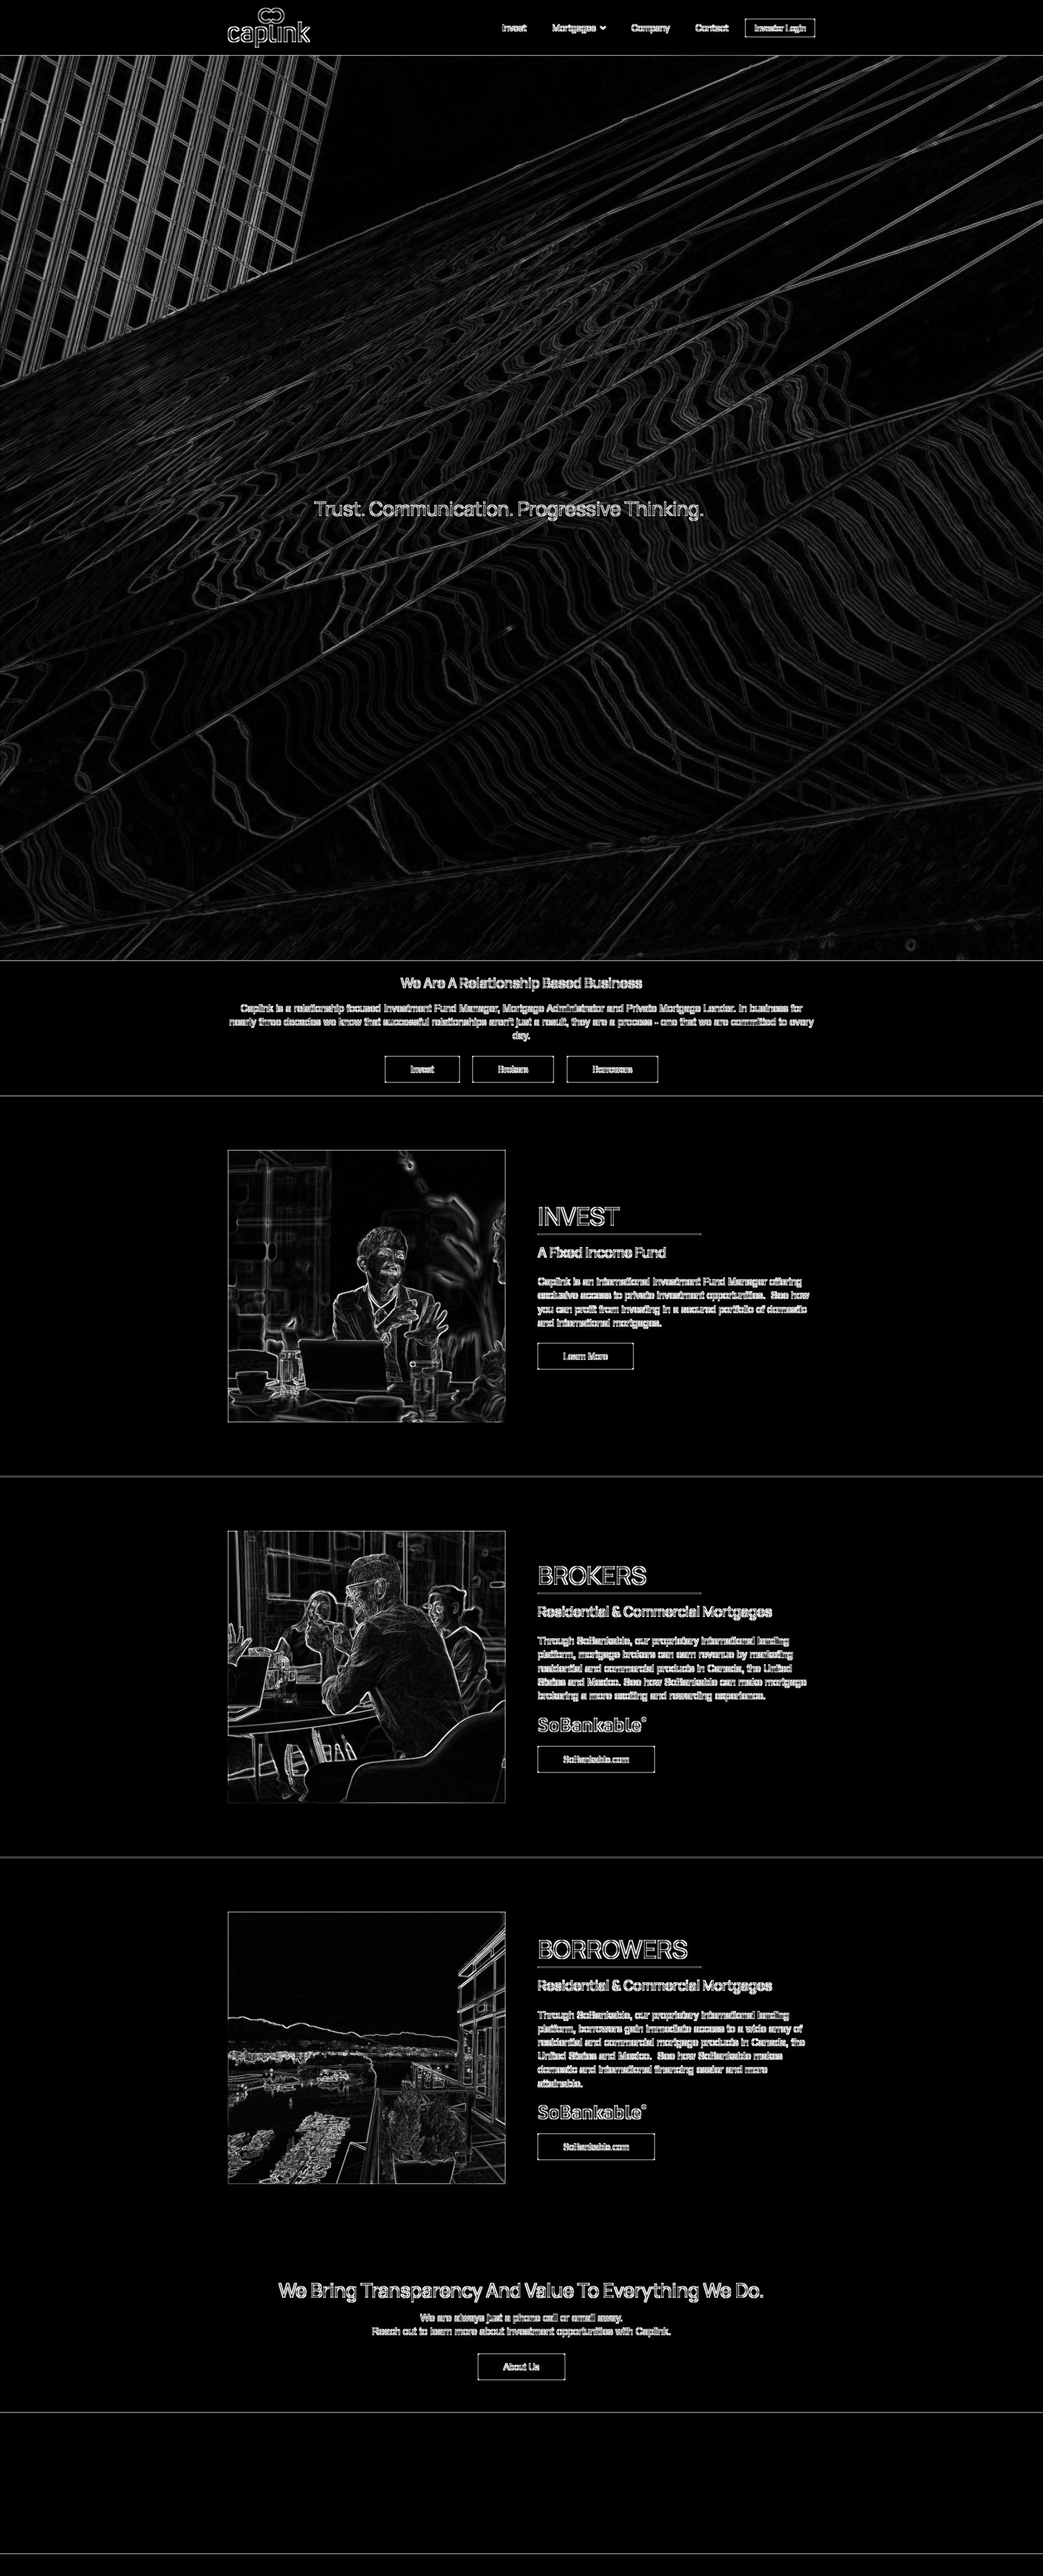 caplink
Invest Mortgages Company Contact Investor Login
Trust. Communication. Progressive Thinking.
We Are A Relationship Based Business
Caplink is a relationship focused Investment Fund Manager, Mortgage Administrator and Private Mortgage Lender. In business for
nearly three decades we know that successful relationships aren't just a result, they are a process - one that we are committed to every
day.
Invest Brokers Borrowers
INVEST
A Fixed Income Fund
Caplink is an international Investment Fund Manager offering
exclusive access to private investment opportunities. See how
you can profit from investing in a secured portfolio of domestic
and international mortgages.
Learn More
BROKERS
Residential & Commercial Mortgages
Through SoBankable, our proprietary international lending
platform, mortgage brokers can earn revenue by marketing
residential and commercial products in Canada, the United
States and Mexico. See how SoBankable can make mortgage
brokering a more exciting and rewarding experience.
SoBankable®
SoBankable.com
BORROWERS
Residential & Commercial Mortgages
Through SoBankable, our proprietary international lending
platform, borrowers gain immediate access to a wide array of
residential and commercial mortgage products in Canada, the
United States and Mexico. See how SoBankable makes
domestic and international financing easier and more
attainable.
SoBankable®
SoBankable.com
We Bring Transparency And Value To Everything We Do.
We are always just a phone call or email away.
Reach out to learn more about investment opportunities with Caplink.
About Us